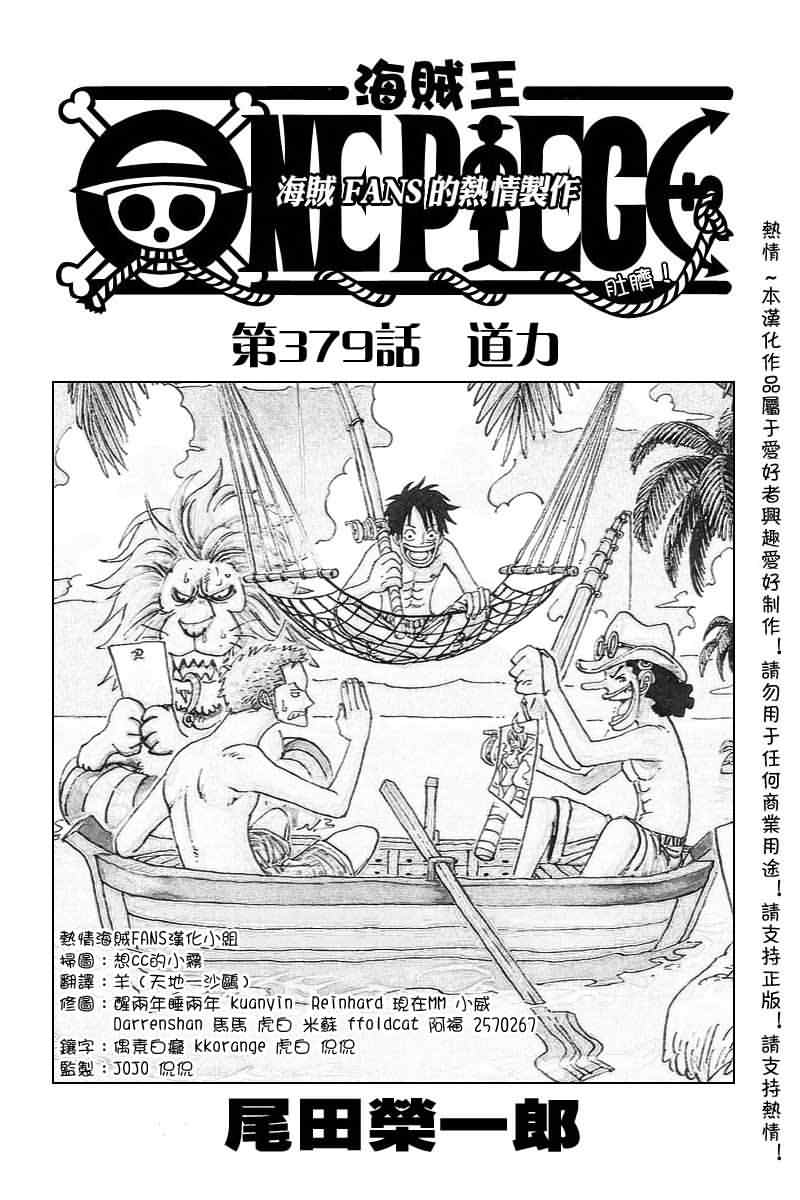 海賊王
ONE PIECE
海賊 FANS 的熱情製作
肚臍！
第379話 道力
熱情海賊FANS漢化小組
掃圖：想CC的小霧
翻譯：羊（天地一沙鷗）
修圖：醒兩年睡兩年 Kuanyin Reinhard 現在MM 小威
Darrenshan 馬馬 虎白 米蘇 ffoldcat 阿福 2570267
鑲字：偶素白癡 kkorange 虎白 侃侃
監製：JOJO 侃侃
尾田榮一郎
熱情~本漢化作品屬于愛好者興趣愛好制作！請勿用于任何商業用途！請支持正版！請支持熱情！